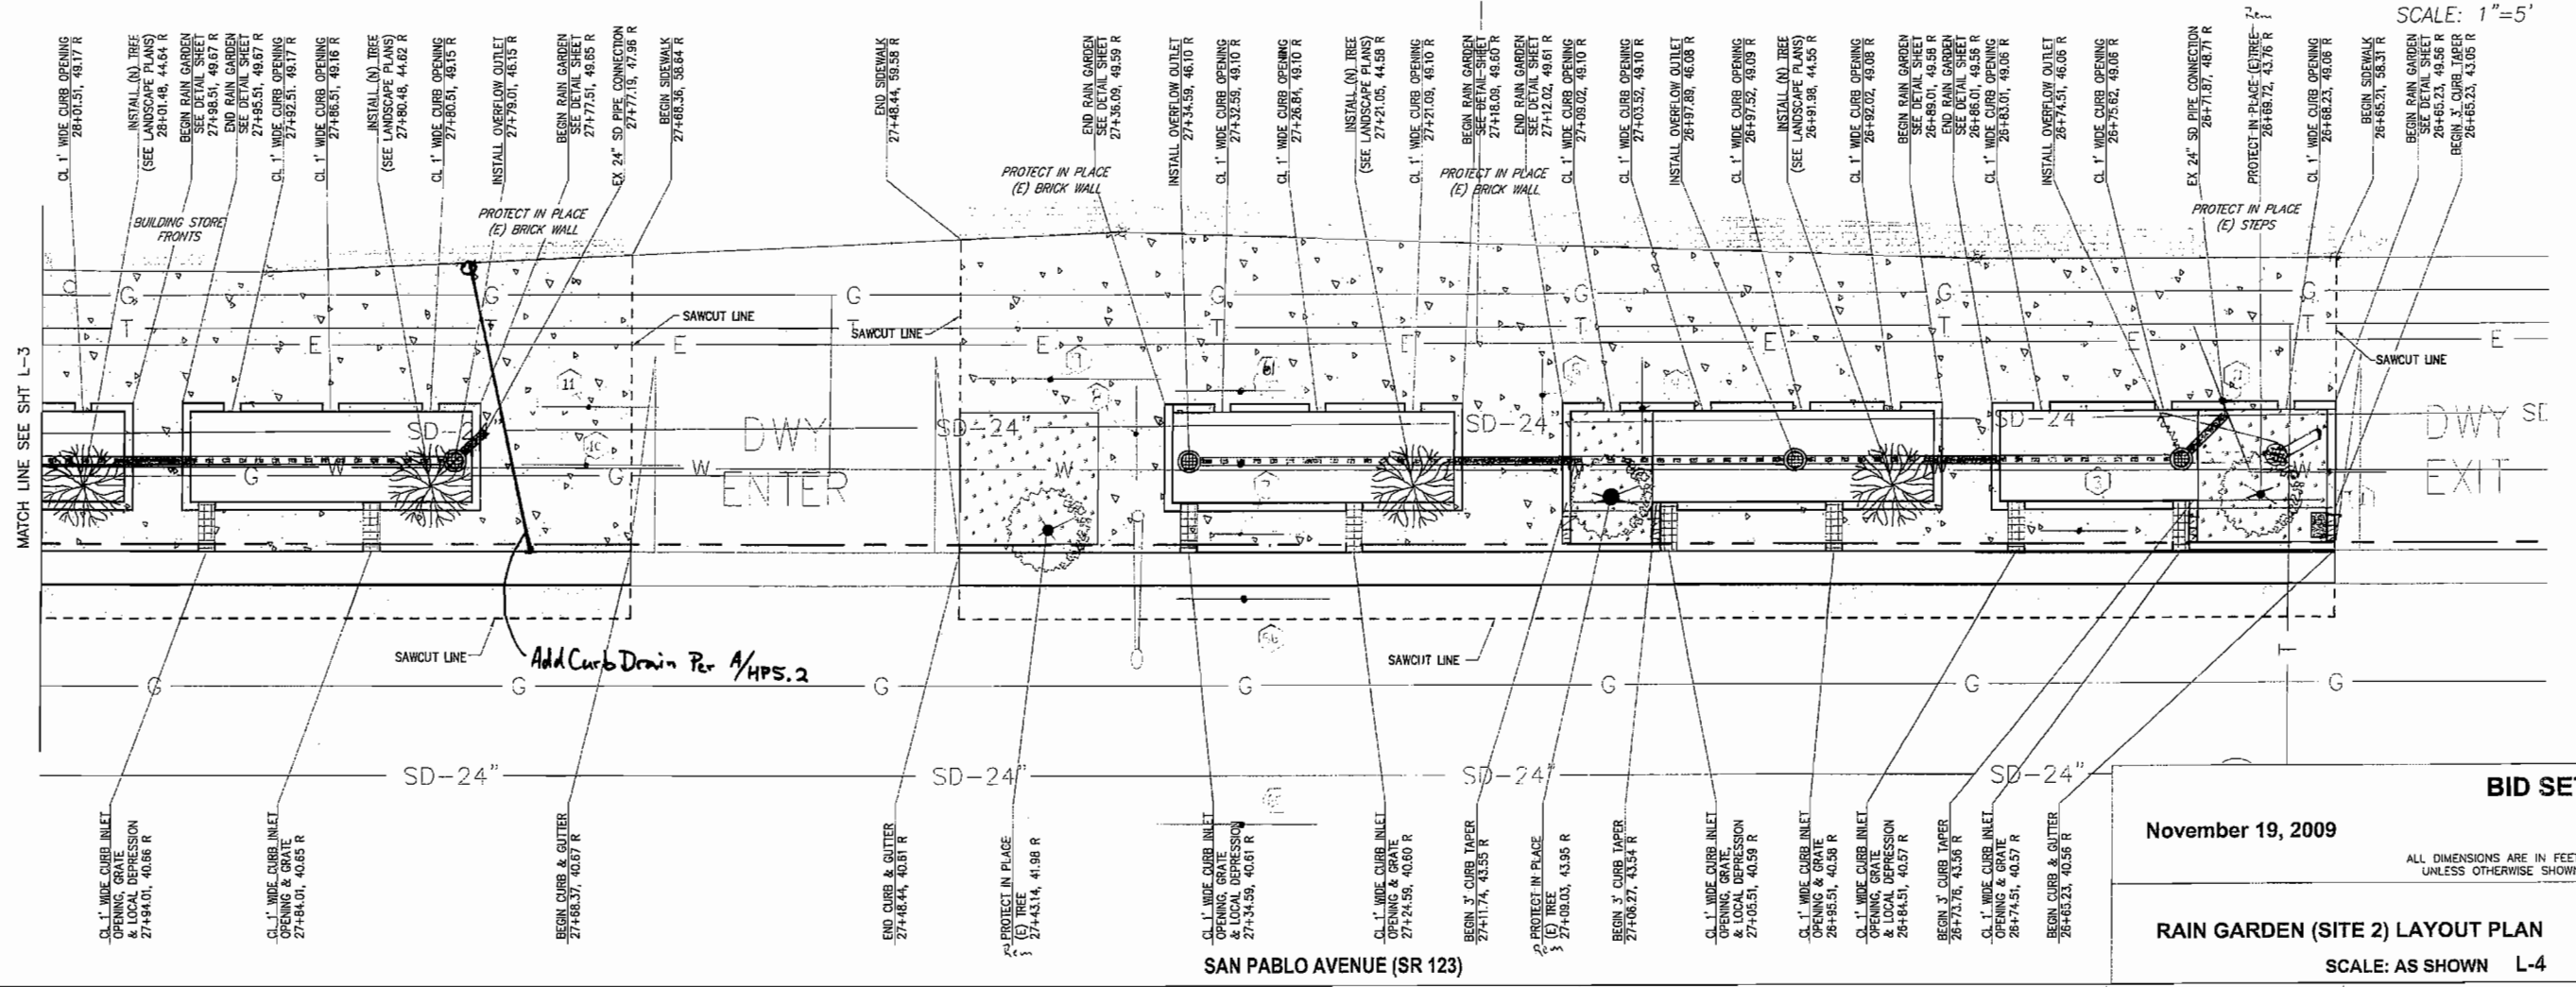 SCALE: 1"=5'
CL 1' WIDE CURB OPENING
28+01.51, 49.17 R
INSTALL (N) TREE
(SEE LANDSCAPE PLANS)
28+01.48, 44.64 R
BEGIN RAIN GARDEN
SEE DETAIL SHEET
27+98.51, 49.67 R
END RAIN GARDEN
SEE DETAIL SHEET
27+95.51, 49.67 R
CL 1' WIDE CURB OPENING
27+92.51, 49.17 R
CL 1' WIDE CURB OPENING
27+86.51, 49.16 R
INSTALL (N) TREE
(SEE LANDSCAPE PLANS)
27+80.48, 44.62 R
CL 1' WIDE CURB OPENING
27+80.51, 49.15 R
INSTALL OVERFLOW OUTLET
27+79.01, 46.15 R
BEGIN RAIN GARDEN
SEE DETAIL SHEET
27+77.51, 49.65 R
EX 24" SD PIPE CONNECTION
27+77.19, 47.96 R
BEGIN SIDEWALK
27+68.36, 58.64 R
END SIDEWALK
27+48.44, 59.58 R
END RAIN GARDEN
SEE DETAIL SHEET
27+36.09, 49.59 R
INSTALL OVERFLOW OUTLET
27+34.59, 46.10 R
CL 1' WIDE CURB OPENING
27+32.59, 49.10 R
CL 1' WIDE CURB OPENING
27+26.84, 49.10 R
INSTALL (N) TREE
(SEE LANDSCAPE PLANS)
27+21.05, 44.58 R
CL 1' WIDE CURB OPENING
27+21.09, 49.10 R
BEGIN RAIN GARDEN
SEE DETAIL SHEET
27+18.09, 49.60 R
END RAIN GARDEN
SEE DETAIL SHEET
27+12.02, 49.61 R
CL 1' WIDE CURB OPENING
27+09.02, 49.10 R
CL 1' WIDE CURB OPENING
27+03.52, 49.10 R
INSTALL OVERFLOW OUTLET
26+97.89, 46.08 R
CL 1' WIDE CURB OPENING
26+97.52, 49.09 R
INSTALL (N) TREE
(SEE LANDSCAPE PLANS)
26+91.98, 44.55 R
CL 1' WIDE CURB OPENING
26+92.02, 49.08 R
BEGIN RAIN GARDEN
SEE DETAIL SHEET
26+89.01, 49.58 R
END RAIN GARDEN
SEE DETAIL SHEET
26+86.01, 49.56 R
CL 1' WIDE CURB OPENING
26+83.01, 49.06 R
INSTALL OVERFLOW OUTLET
26+74.51, 46.06 R
CL 1' WIDE CURB OPENING
26+75.62, 49.06 R
EX 24" SD PIPE CONNECTION
26+71.87, 48.71 R
Rem
PROTECT-IN-PLACE-(E)TREE
26+69.72, 43.76 R
CL 1' WIDE CURB OPENING
26+68.23, 49.06 R
BEGIN SIDEWALK
26+65.21, 58.31 R
BEGIN RAIN GARDEN
SEE DETAIL SHEET
26+65.23, 49.56 R
BEGIN 3' CURB TAPER
26+65.23, 43.05 R
BUILDING STORE
FRONTS
PROTECT IN PLACE
(E) BRICK WALL
PROTECT IN PLACE
(E) BRICK WALL
PROTECT IN PLACE
(E) BRICK WALL
PROTECT IN PLACE
(E) STEPS
G G G G G G G
T T T T T T
E E E E E E E
SAWCUT LINE
SAWCUT LINE
SAWCUT LINE
MATCH LINE SEE SHT L-3
11
SD-24"
SD-24"
SD-24
DWY
ENTER
DWY SD
EXIT
G W G W W W
3
SAWCUT LINE
SAWCUT LINE
Add Curb Drain Per A/HP5.2
G G G G G G G
T
SD-24" SD-24" SD-24" SD-24"
CL 1' WIDE CURB INLET
OPENING, GRATE
& LOCAL DEPRESSION
27+94.01, 40.66 R
CL 1' WIDE CURB INLET
OPENING & GRATE
27+84.01, 40.65 R
BEGIN CURB & GUTTER
27+68.37, 40.67 R
END CURB & GUTTER
27+48.44, 40.61 R
PROTECT IN PLACE
(E) TREE
27+43.14, 41.98 R
Rem
CL 1' WIDE CURB INLET
OPENING, GRATE
& LOCAL DEPRESSION
27+34.59, 40.61 R
CL 1' WIDE CURB INLET
OPENING & GRATE
27+24.59, 40.60 R
BEGIN 3' CURB TAPER
27+11.74, 43.55 R
PROTECT IN PLACE
(E) TREE
27+09.03, 43.95 R
Rem
BEGIN 3' CURB TAPER
27+06.27, 43.54 R
CL 1' WIDE CURB INLET
OPENING, GRATE,
& LOCAL DEPRESSION
27+05.51, 40.59 R
CL 1' WIDE CURB INLET
OPENING & GRATE
26+95.51, 40.58 R
CL 1' WIDE CURB INLET
OPENING, GRATE
& LOCAL DEPRESSION
26+84.51, 40.57 R
BEGIN 3' CURB TAPER
26+73.76, 43.56 R
CL 1' WIDE CURB INLET
OPENING & GRATE
26+74.51, 40.57 R
BEGIN CURB & GUTTER
26+65.23, 40.56 R
SAN PABLO AVENUE (SR 123)
BID SET
November 19, 2009
ALL DIMENSIONS ARE IN FEET
UNLESS OTHERWISE SHOWN
RAIN GARDEN (SITE 2) LAYOUT PLAN
SCALE: AS SHOWN L-4